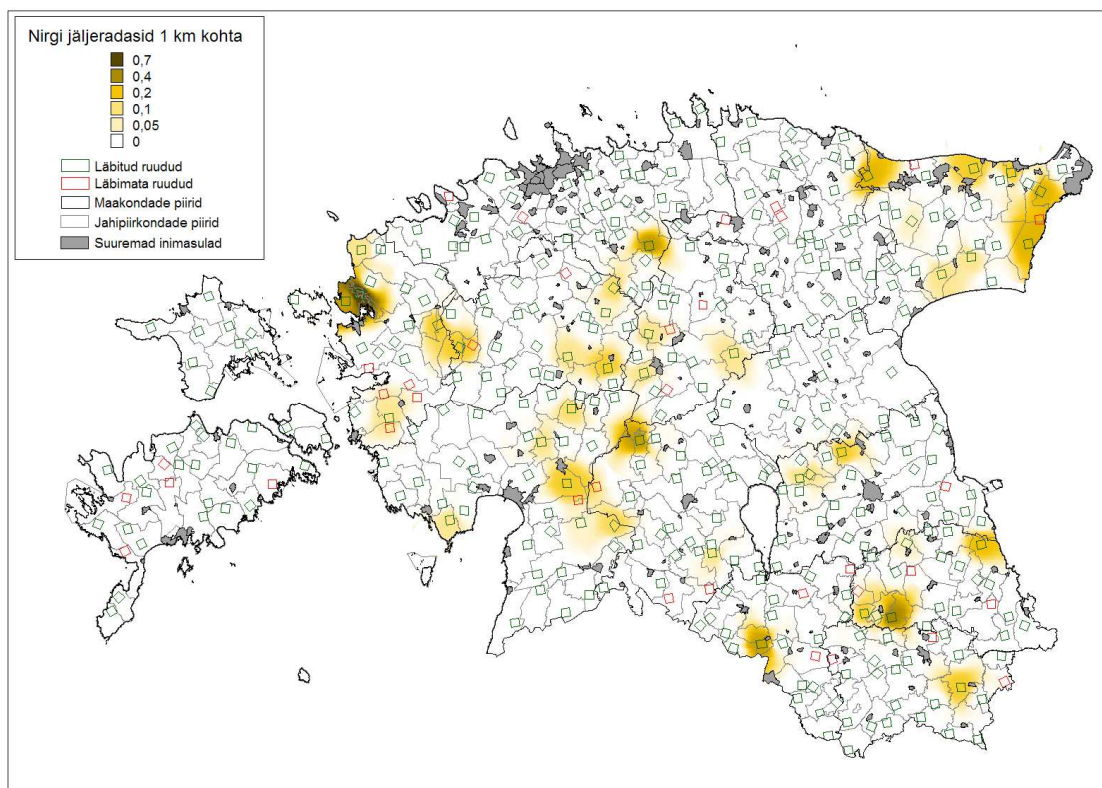 Nirgi jäljeradasid 1 km kohta
0,7
0,4
0,2
0,1
0,05
0
Läbitud ruudud
Läbimata ruudud
Maakondade piirid
Jahipiirkondade piirid
Suuremad inimasulad